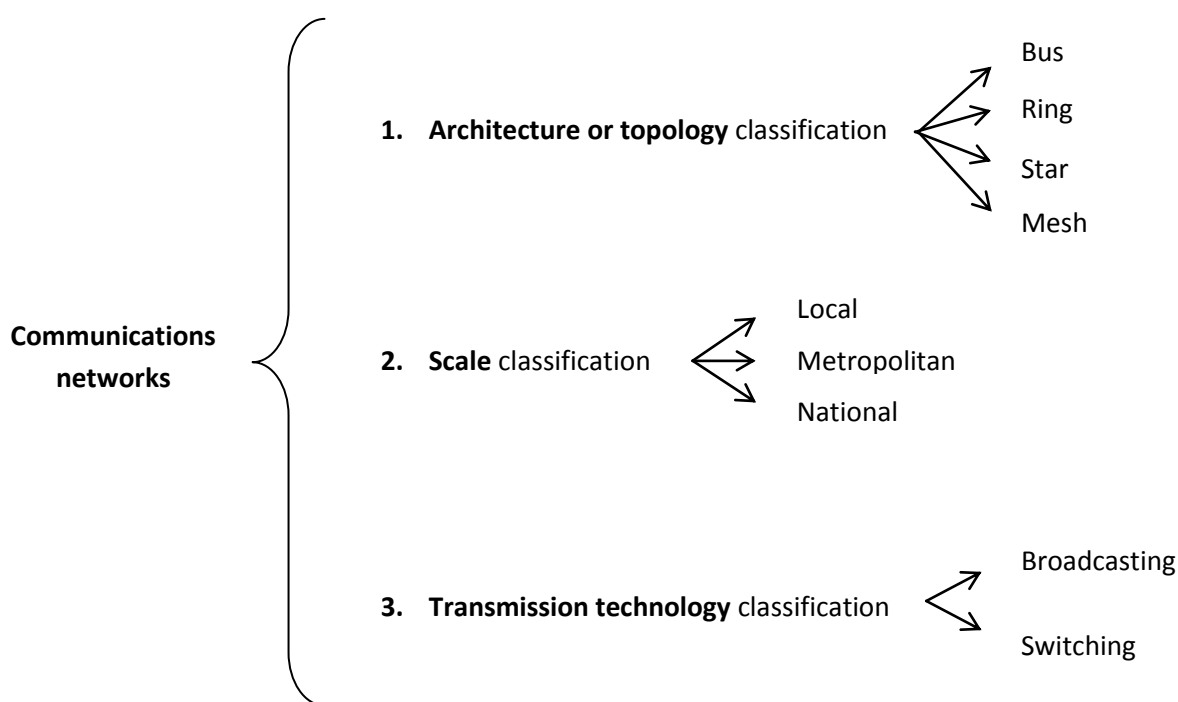 Communications
networks
1. Architecture or topology classification
Bus
Ring
Star
Mesh
2. Scale classification
Local
Metropolitan
National
3. Transmission technology classification
Broadcasting
Switching